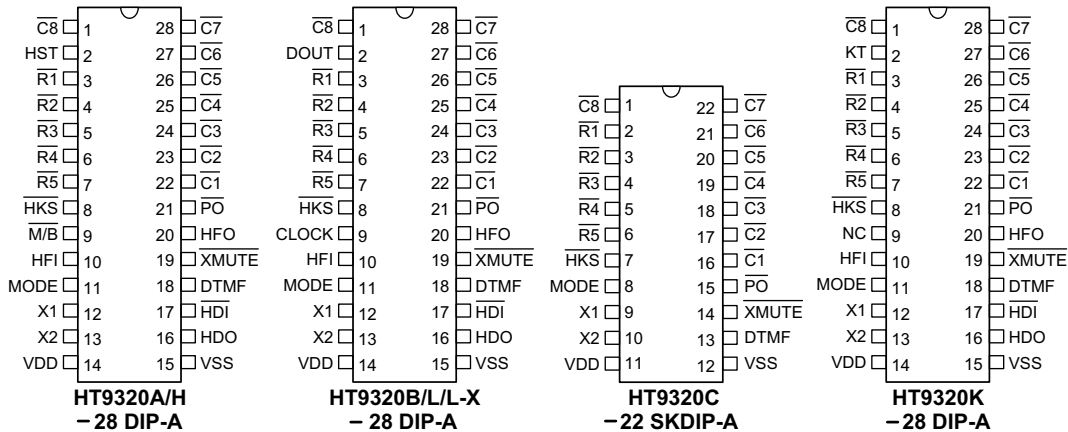 C8 1 28 C7
HST 2 27 C6
R1 3 26 C5
R2 4 25 C4
R3 5 24 C3
R4 6 23 C2
R5 7 22 C1
HKS 8 21 PO
M/B 9 20 HFO
HFI 10 19 XMUTE
MODE 11 18 DTMF
X1 12 17 HDI
X2 13 16 HDO
VDD 14 15 VSS
HT9320A/H
– 28 DIP-A
C8 1 28 C7
DOUT 2 27 C6
R1 3 26 C5
R2 4 25 C4
R3 5 24 C3
R4 6 23 C2
R5 7 22 C1
HKS 8 21 PO
CLOCK 9 20 HFO
HFI 10 19 XMUTE
MODE 11 18 DTMF
X1 12 17 HDI
X2 13 16 HDO
VDD 14 15 VSS
HT9320B/L/L-X
– 28 DIP-A
C8 1 22 C7
R1 2 21 C6
R2 3 20 C5
R3 4 19 C4
R4 5 18 C3
R5 6 17 C2
HKS 7 16 C1
MODE 8 15 PO
X1 9 14 XMUTE
X2 10 13 DTMF
VDD 11 12 VSS
HT9320C
– 22 SKDIP-A
C8 1 28 C7
KT 2 27 C6
R1 3 26 C5
R2 4 25 C4
R3 5 24 C3
R4 6 23 C2
R5 7 22 C1
HKS 8 21 PO
NC 9 20 HFO
HFI 10 19 XMUTE
MODE 11 18 DTMF
X1 12 17 HDI
X2 13 16 HDO
VDD 14 15 VSS
HT9320K
– 28 DIP-A